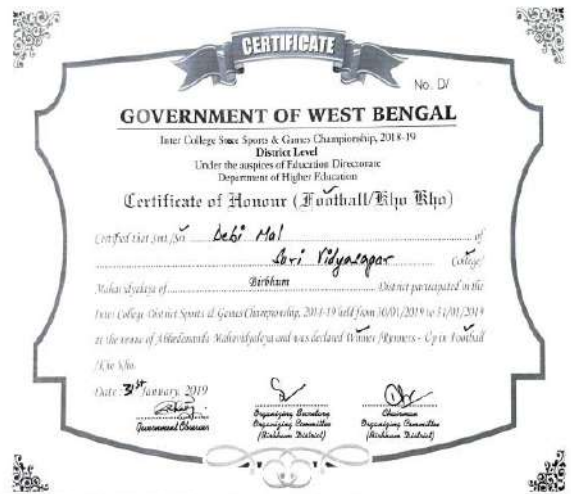 CERTIFICATE
No. D/
GOVERNMENT OF WEST BENGAL
Inter College State Sports & Games Championship, 2018-19
District Level
Under the auspices of Education Directorate
Department of Higher Education
Certificate of Honour (Football/Kho Kho)
Certified that Smt./Sri Debi Mal of
Suri Vidyasagar College/
Mahavidyalaya of Birbhum District participated in the
Inter College District Sports & Games Championship, 2018-19 held from 30/01/2019 to 31/01/2019
at the venue of Abhedananda Mahavidyalaya and was declared Winner/Runners-Up in Football
/Kho Kho.
Date : 31st January, 2019
Government Observer
Organizing Secretary
Organizing Committee
(Birbhum District)
Chairman
Organizing Committee
(Birbhum District)